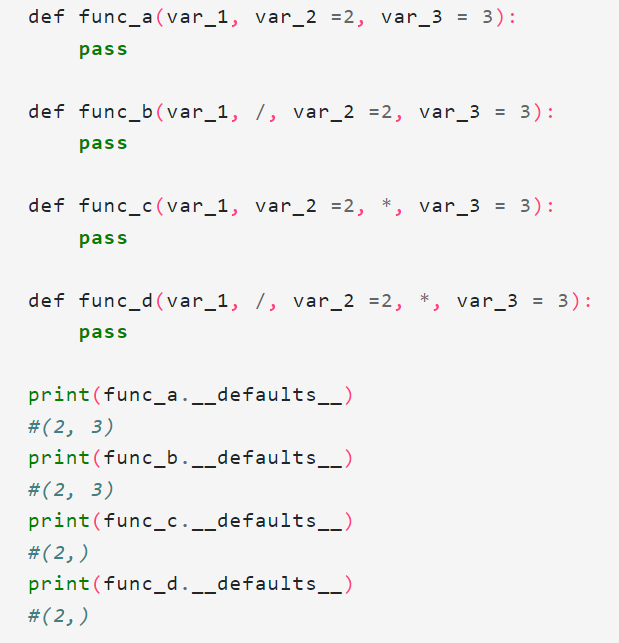 def func_a(var_1, var_2 =2, var_3 = 3):
    pass
def func_b(var_1, /, var_2 =2, var_3 = 3):
    pass
def func_c(var_1, var_2 =2, *, var_3 = 3):
    pass
def func_d(var_1, /, var_2 =2, *, var_3 = 3):
    pass
print(func_a.__defaults__)
#(2, 3)
print(func_b.__defaults__)
#(2, 3)
print(func_c.__defaults__)
#(2,)
print(func_d.__defaults__)
#(2,)